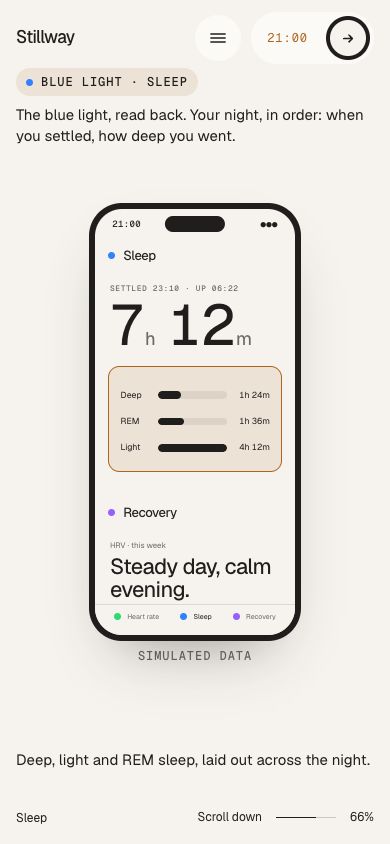 Stillway
21:00
BLUE LIGHT · SLEEP
The blue light, read back. Your night, in order: when
you settled, how deep you went.
21:00
Sleep
SETTLED 23:10 · UP 06:22
7h 12m
Deep 1h 24m
REM 1h 36m
Light 4h 12m
Recovery
HRV · this week
Steady day, calm
evening.
Heart rate Sleep Recovery
SIMULATED DATA
Deep, light and REM sleep, laid out across the night.
Sleep Scroll down 66%